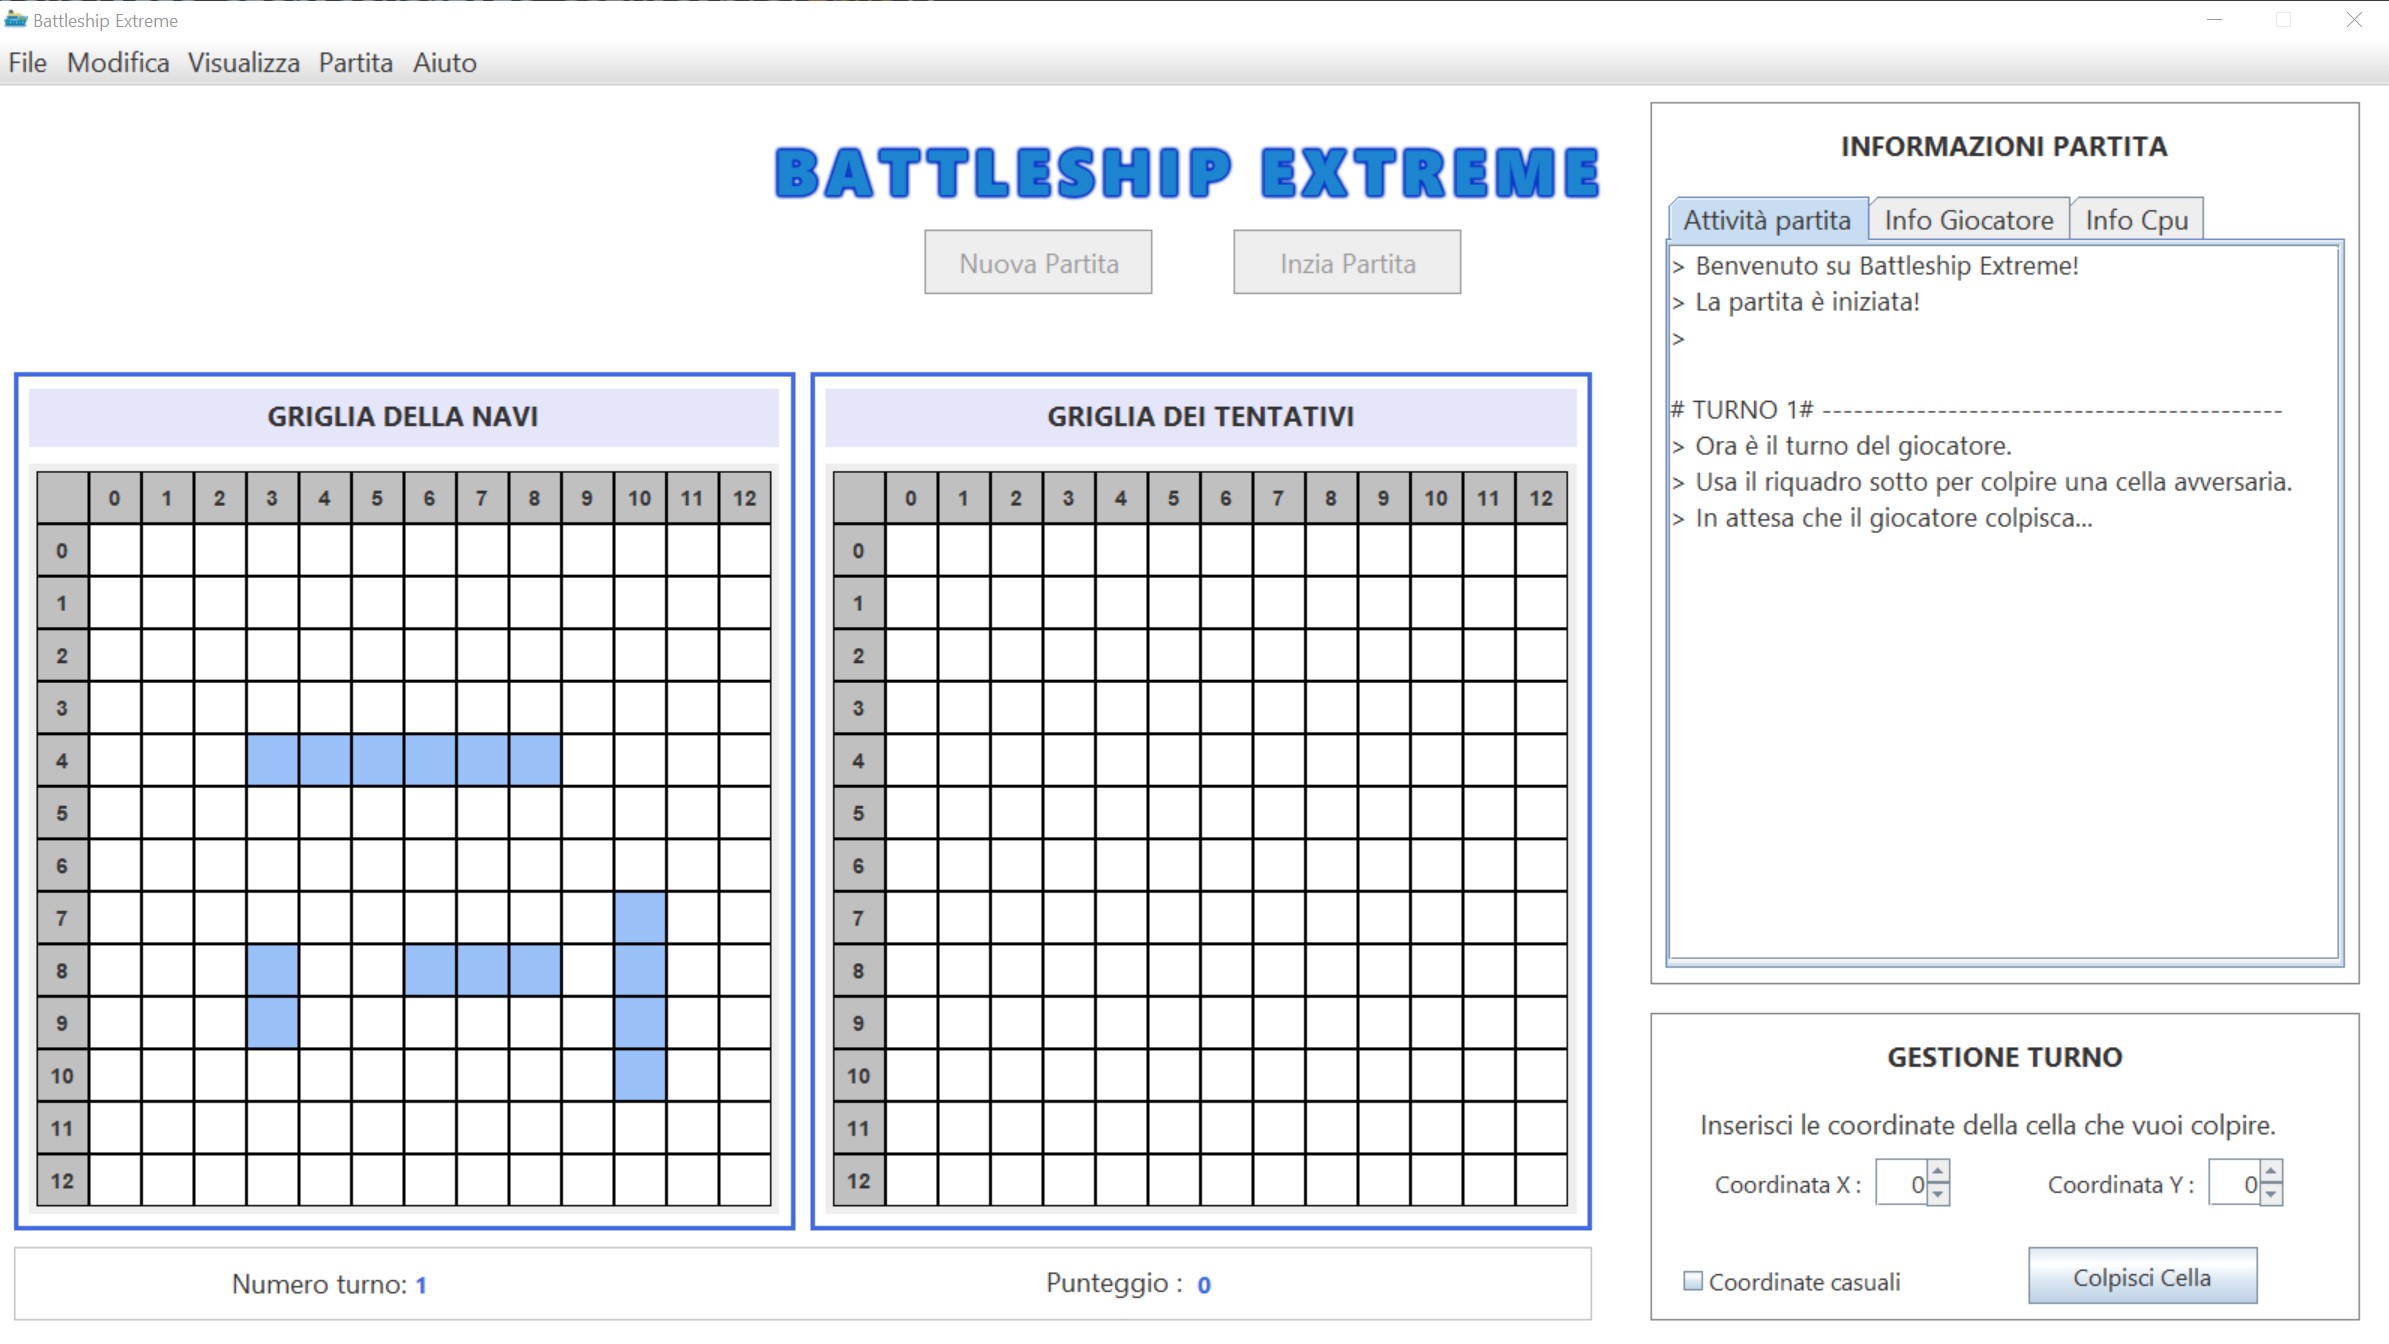 Battleship Extreme
File Modifica Visualizza Partita Aiuto
BATTLESHIP EXTREME
Nuova Partita Inzia Partita
GRIGLIA DELLA NAVI
0 1 2 3 4 5 6 7 8 9 10 11 12
0
1
2
3
4
5
6
7
8
9
10
11
12
GRIGLIA DEI TENTATIVI
0 1 2 3 4 5 6 7 8 9 10 11 12
0
1
2
3
4
5
6
7
8
9
10
11
12
Numero turno: 1
Punteggio : 0
INFORMAZIONI PARTITA
Attività partita Info Giocatore Info Cpu
> Benvenuto su Battleship Extreme!
> La partita è iniziata!
>
# TURNO 1# --------------------------------------------
> Ora è il turno del giocatore.
> Usa il riquadro sotto per colpire una cella avversaria.
> In attesa che il giocatore colpisca...
GESTIONE TURNO
Inserisci le coordinate della cella che vuoi colpire.
Coordinata X : 0 Coordinata Y : 0
Coordinate casuali Colpisci Cella